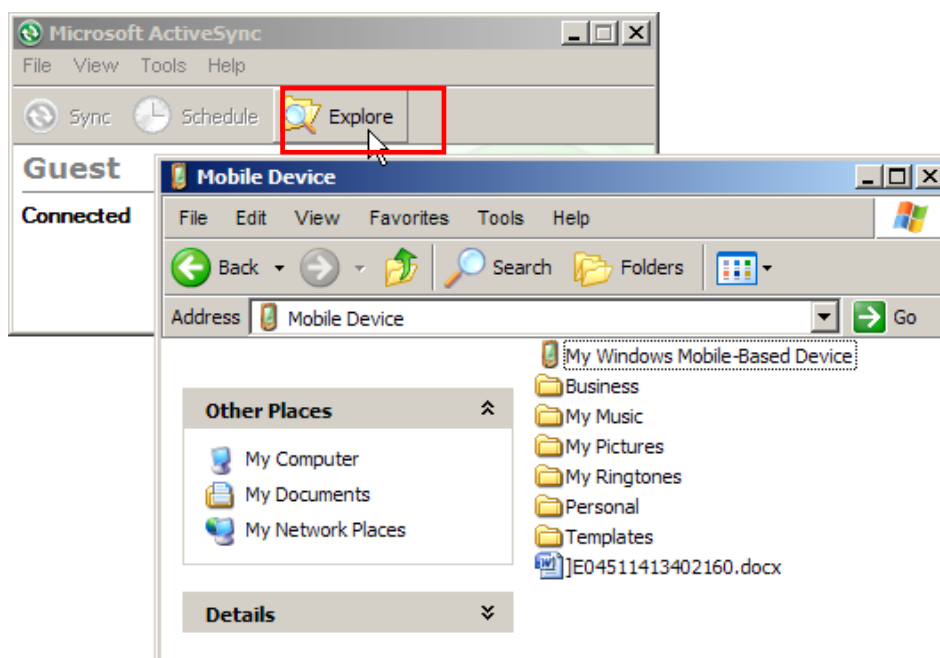 Microsoft ActiveSync
File View Tools Help
Sync Schedule Explore
Guest
Connected
Mobile Device
File Edit View Favorites Tools Help
Back Search Folders
Address Mobile Device Go
Other Places
My Computer
My Documents
My Network Places
Details
My Windows Mobile-Based Device
Business
My Music
My Pictures
My Ringtones
Personal
Templates
]E04511413402160.docx